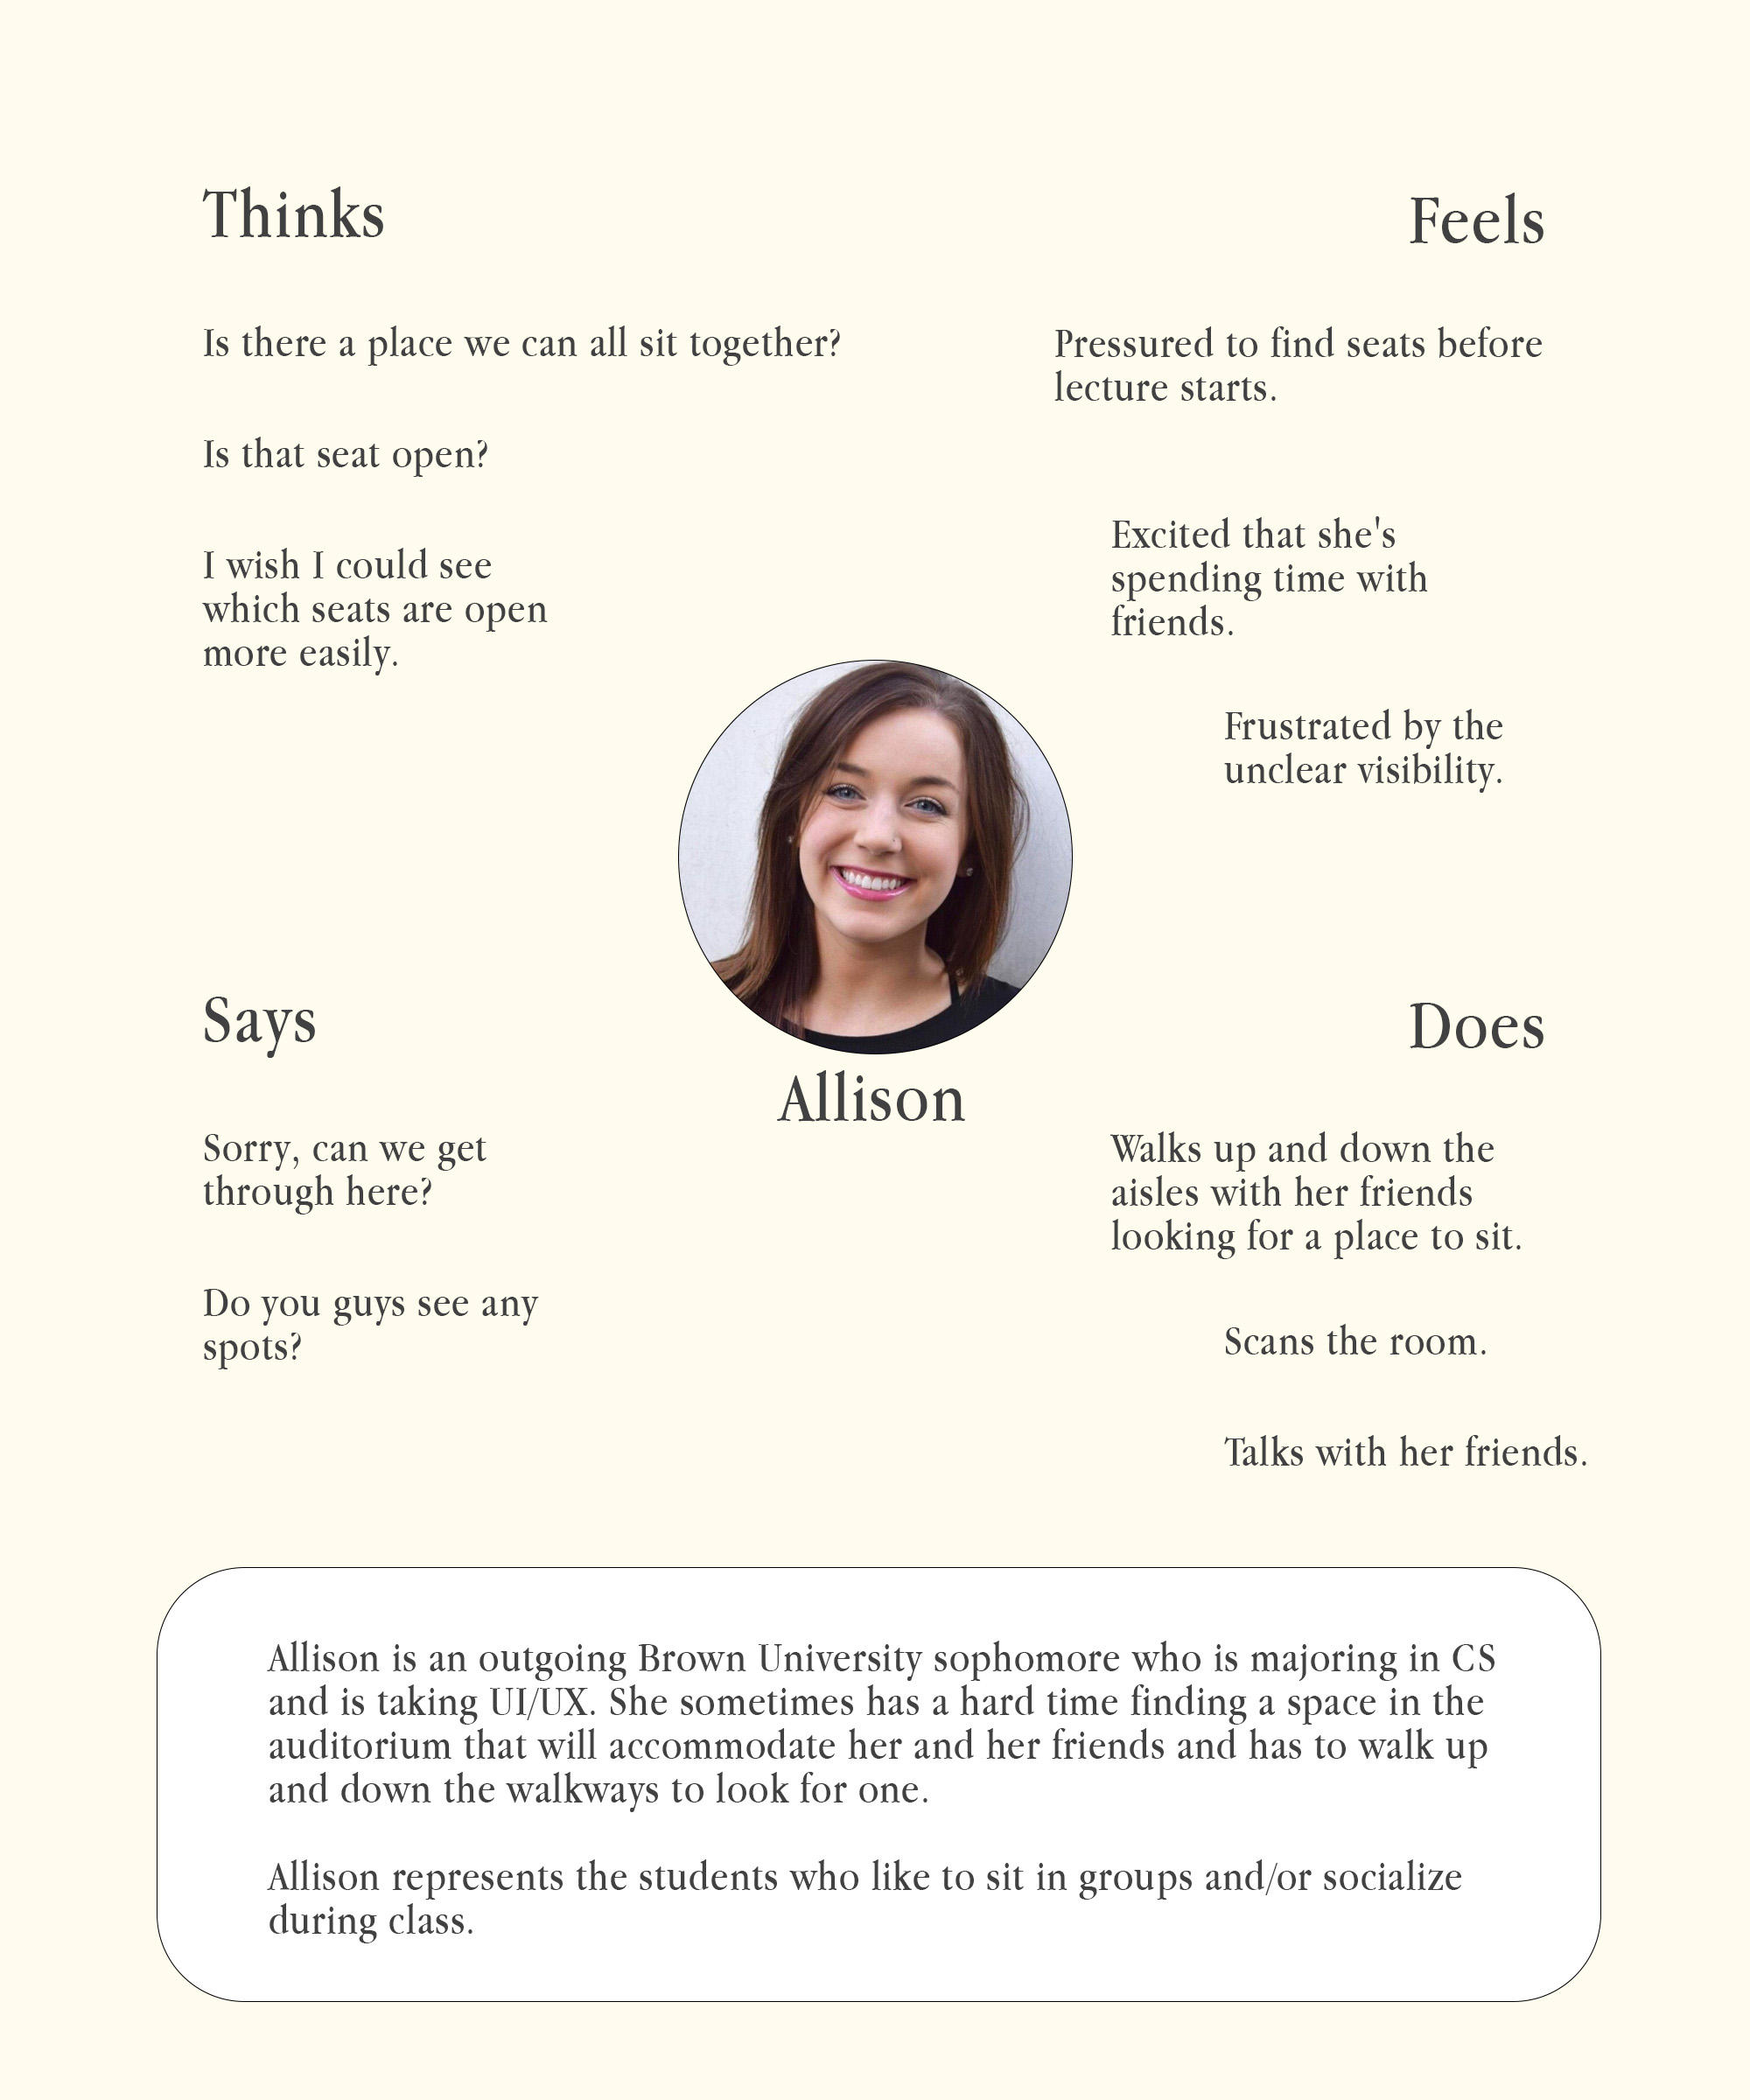 Thinks
Is there a place we can all sit together?
Is that seat open?
I wish I could see
which seats are open
more easily.
Feels
Pressured to find seats before
lecture starts.
Excited that she's
spending time with
friends.
Frustrated by the
unclear visibility.
Allison
Says
Sorry, can we get
through here?
Do you guys see any
spots?
Does
Walks up and down the
aisles with her friends
looking for a place to sit.
Scans the room.
Talks with her friends.
Allison is an outgoing Brown University sophomore who is majoring in CS
and is taking UI/UX. She sometimes has a hard time finding a space in the
auditorium that will accommodate her and her friends and has to walk up
and down the walkways to look for one.
Allison represents the students who like to sit in groups and/or socialize
during class.